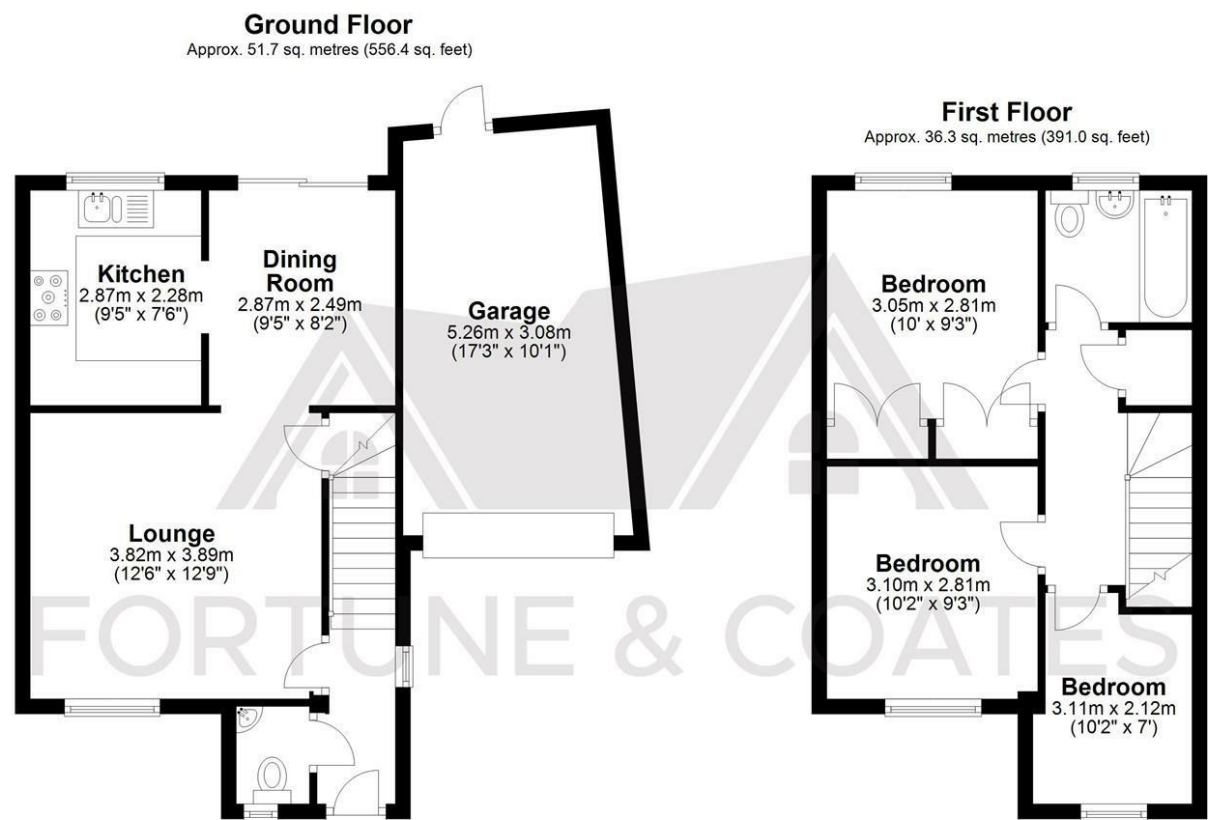 Ground Floor
Approx. 51.7 sq. metres (556.4 sq. feet)
First Floor
Approx. 36.3 sq. metres (391.0 sq. feet)
Kitchen
2.87m x 2.28m
(9'5" x 7'6")
Dining
Room
2.87m x 2.49m
(9'5" x 8'2")
Garage
5.26m x 3.08m
(17'3" x 10'1")
Bedroom
3.05m x 2.81m
(10' x 9'3")
Lounge
3.82m x 3.89m
(12'6" x 12'9")
Bedroom
3.10m x 2.81m
(10'2" x 9'3")
FORTUNE & COATES
Bedroom
3.11m x 2.12m
(10'2" x 7')